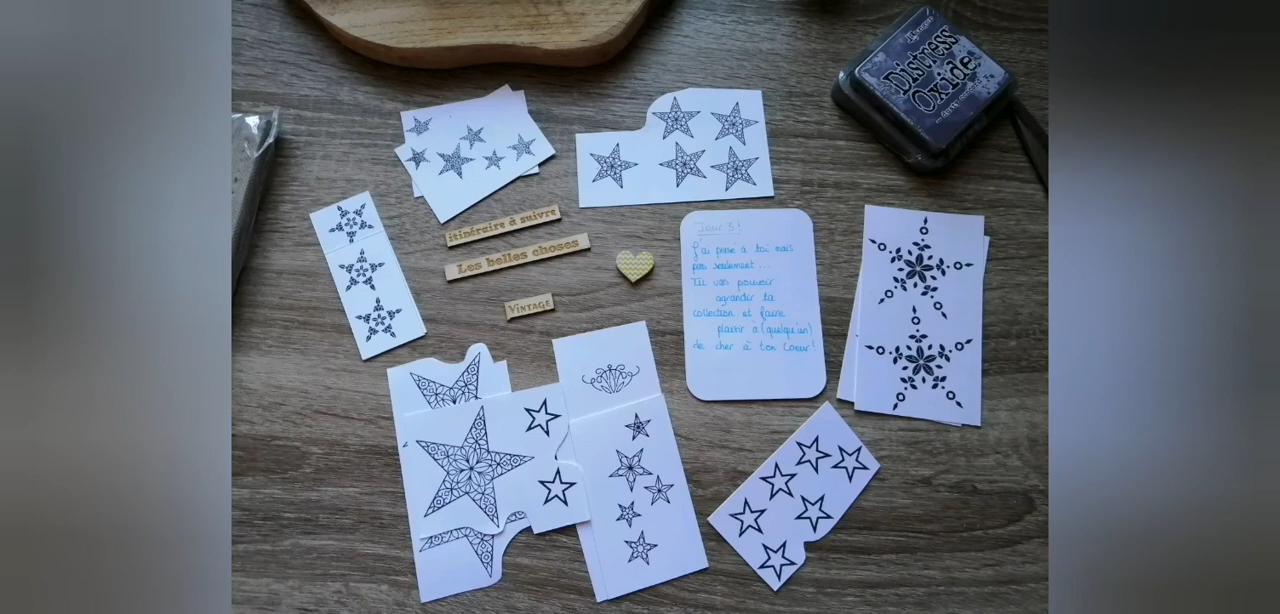 Distress
Oxide
itinéraire à suivre
Les belles choses
VINTAGE
Jour 3!
J'ai pensé à toi mais
pas seulement...
Tu vas pouvoir
agrandir ta
collection et faire
plaisir à (quelqu'un)
de cher à ton coeur!